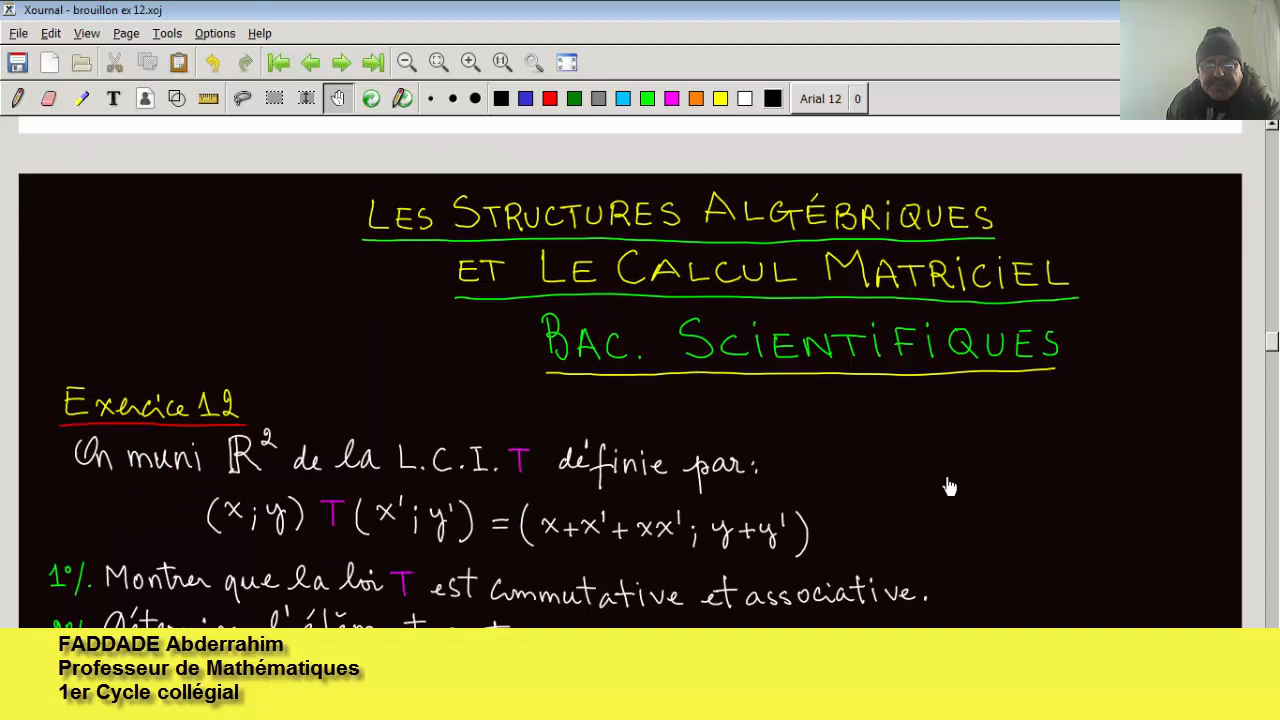 Xournal - brouillon ex12.xoj
File Edit View Page Tools Options Help
Arial 12 0
LES STRUCTURES ALGÉBRIQUES
ET LE CALCUL MATRICIEL
BAC. SCIENTIFIQUES
Exercice 12
On muni ℝ² de la L.C.I. T définie par:
(x;y) T (x';y') = (x+x'+xx'; y+y')
1°/. Montrer que la loi T est commutative et associative.
FADDADE Abderrahim
Professeur de Mathématiques
1er Cycle collégial